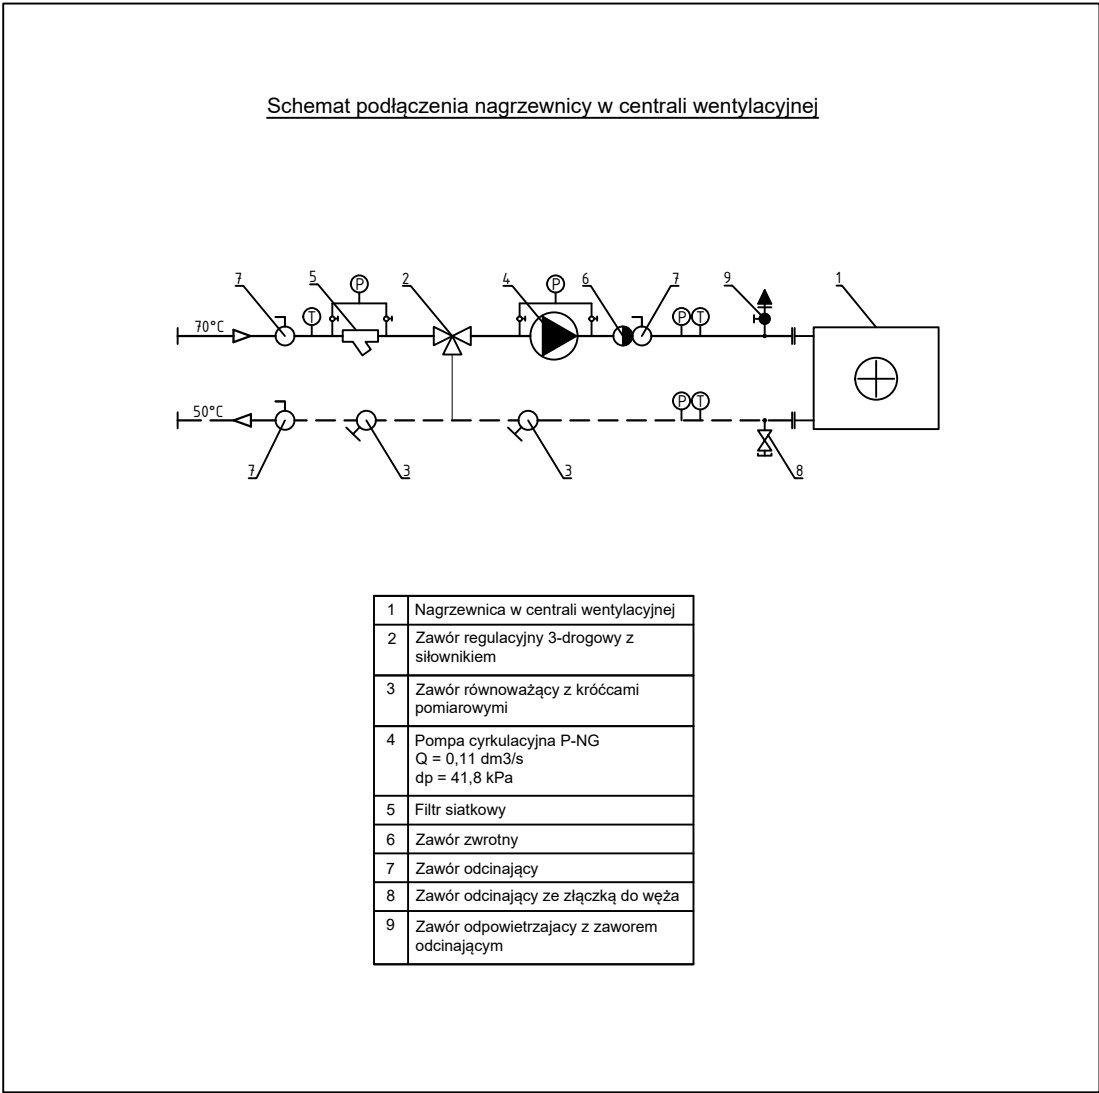 Schemat podłączenia nagrzewnicy w centrali wentylacyjnej
7 5 P 2 4 P 6 7 9 1
T P T
70°C
50°C
P T
7 3 3 8
1 Nagrzewnica w centrali wentylacyjnej
2 Zawór regulacyjny 3-drogowy z
siłownikiem
3 Zawór równoważący z króćcami
pomiarowymi
4 Pompa cyrkulacyjna P-NG
Q = 0,11 dm3/s
dp = 41,8 kPa
5 Filtr siatkowy
6 Zawór zwrotny
7 Zawór odcinający
8 Zawór odcinający ze złączką do węża
9 Zawór odpowietrzajacy z zaworem
odcinającym